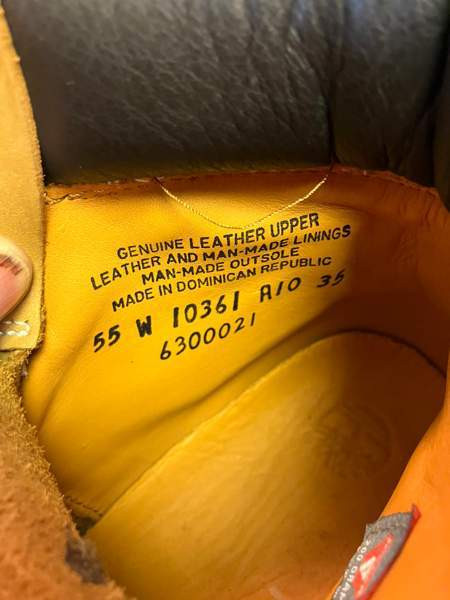 GENUINE LEATHER UPPER
LEATHER AND MAN-MADE LININGS
MAN-MADE OUTSOLE
MADE IN DOMINICAN REPUBLIC
55 W 10361 A10 35
6300021